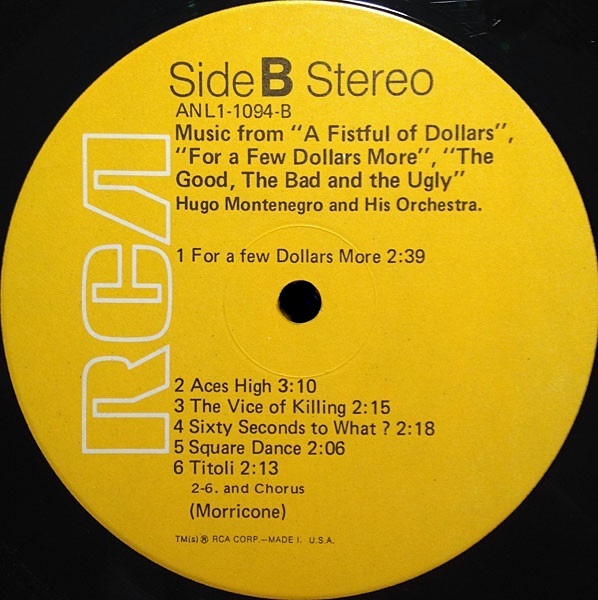 Side B Stereo
ANL1-1094-B
Music from "A Fistful of Dollars",
"For a Few Dollars More", "The
Good, The Bad and the Ugly"
Hugo Montenegro and His Orchestra.
RCA
1 For a few Dollars More 2:39
2 Aces High 3:10
3 The Vice of Killing 2:15
4 Sixty Seconds to What ? 2:18
5 Square Dance 2:06
6 Titoli 2:13
2-6. and Chorus
(Morricone)
TM(s) ® RCA CORP.—MADE I. U.S.A.